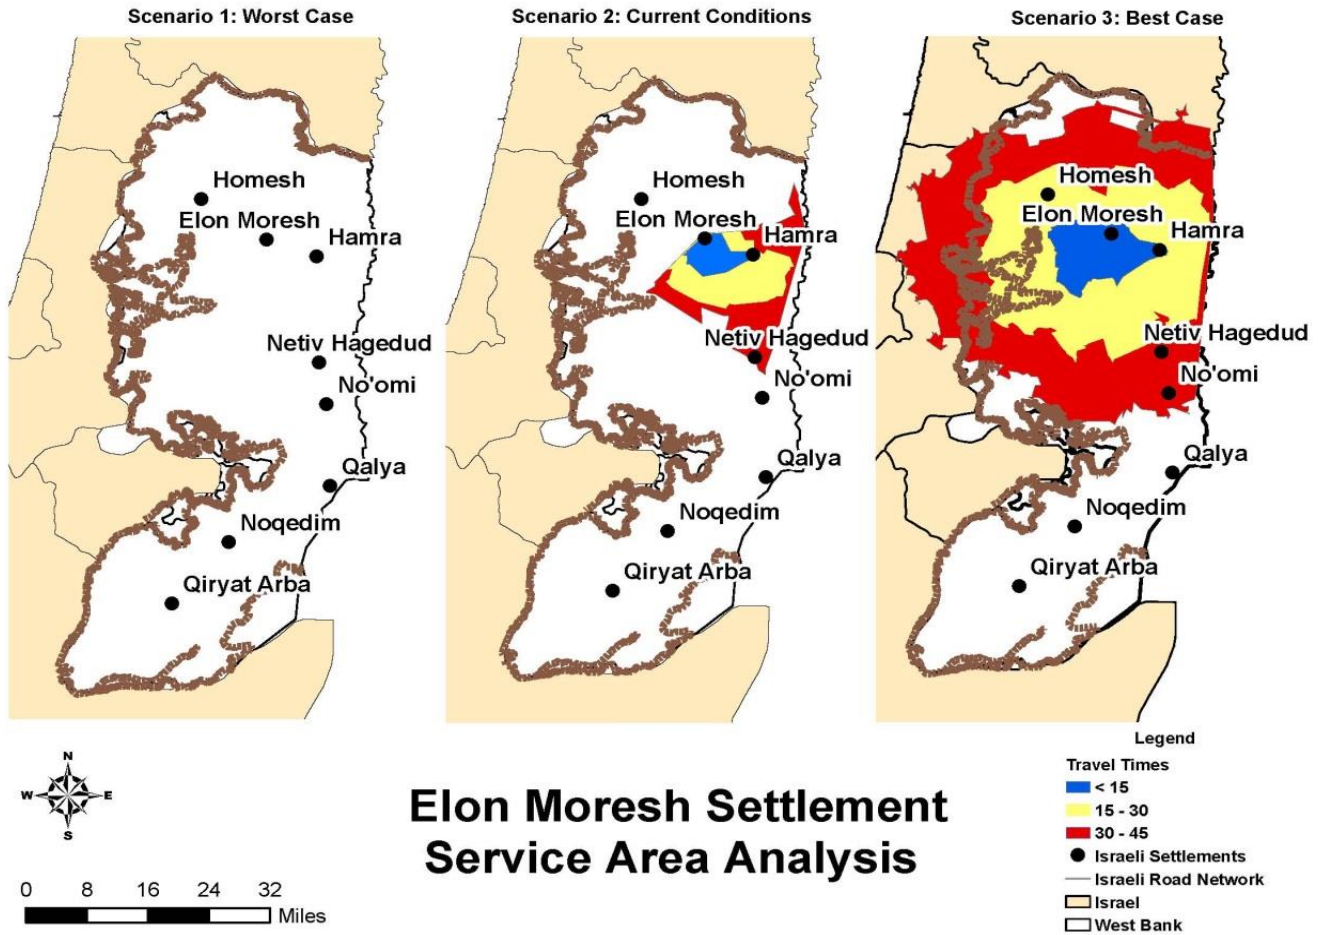 Scenario 1: Worst Case
Scenario 2: Current Conditions
Scenario 3: Best Case
Homesh
Elon Moresh
Hamra
Netiv Hagedud
No'omi
Qalya
Noqedim
Qiryat Arba
Homesh
Elon Moresh
Hamra
Netiv Hagedud
No'omi
Qalya
Noqedim
Qiryat Arba
Homesh
Elon Moresh
Hamra
Netiv Hagedud
No'omi
Qalya
Noqedim
Qiryat Arba
N
W E
S
0 8 16 24 32
Miles
Elon Moresh Settlement
Service Area Analysis
Legend
Travel Times
< 15
15 - 30
30 - 45
Israeli Settlements
Israeli Road Network
Israel
West Bank